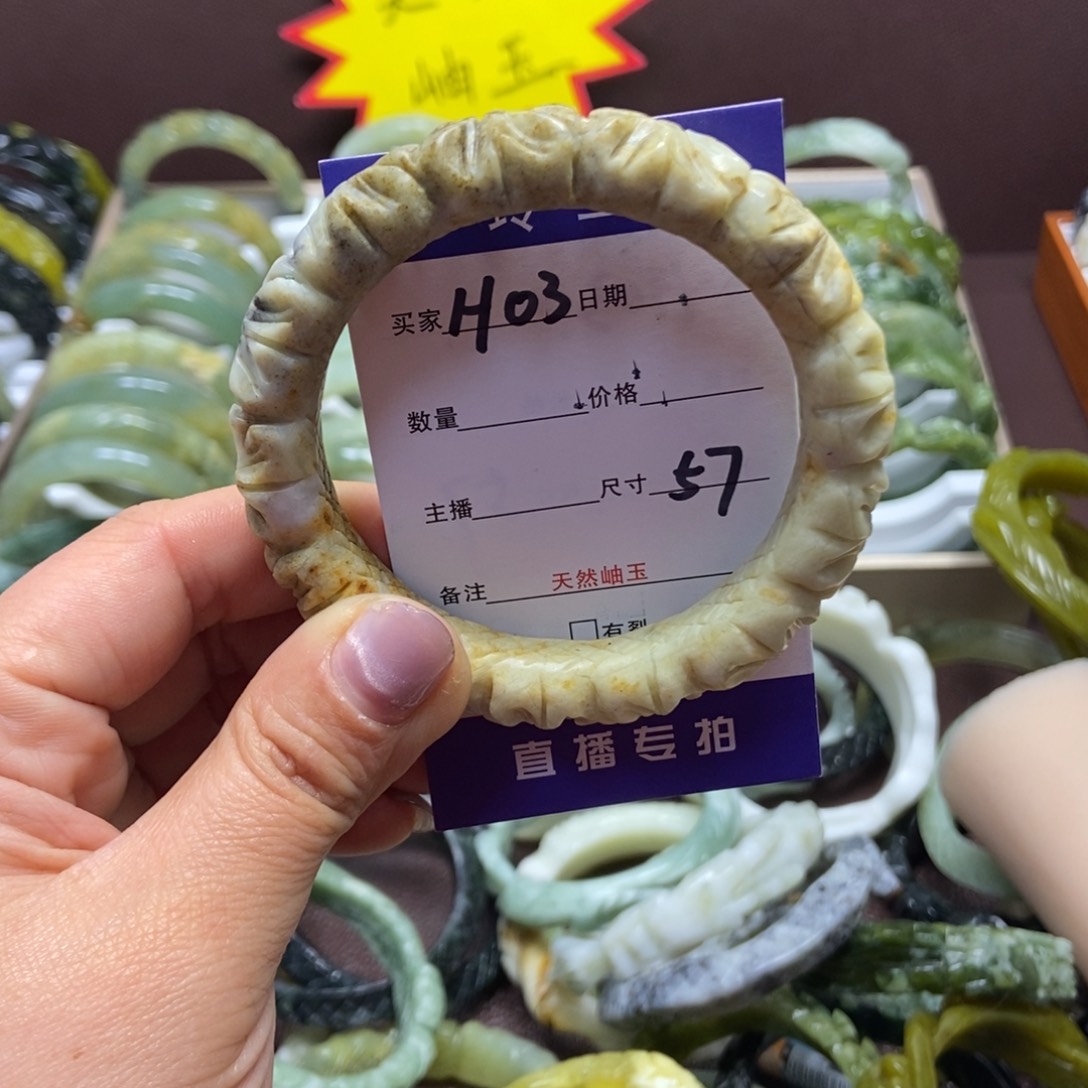 岫玉
买家 H03 日期
数量 价格
主播 尺寸 57
备注 天然岫玉
□有裂
直播专拍